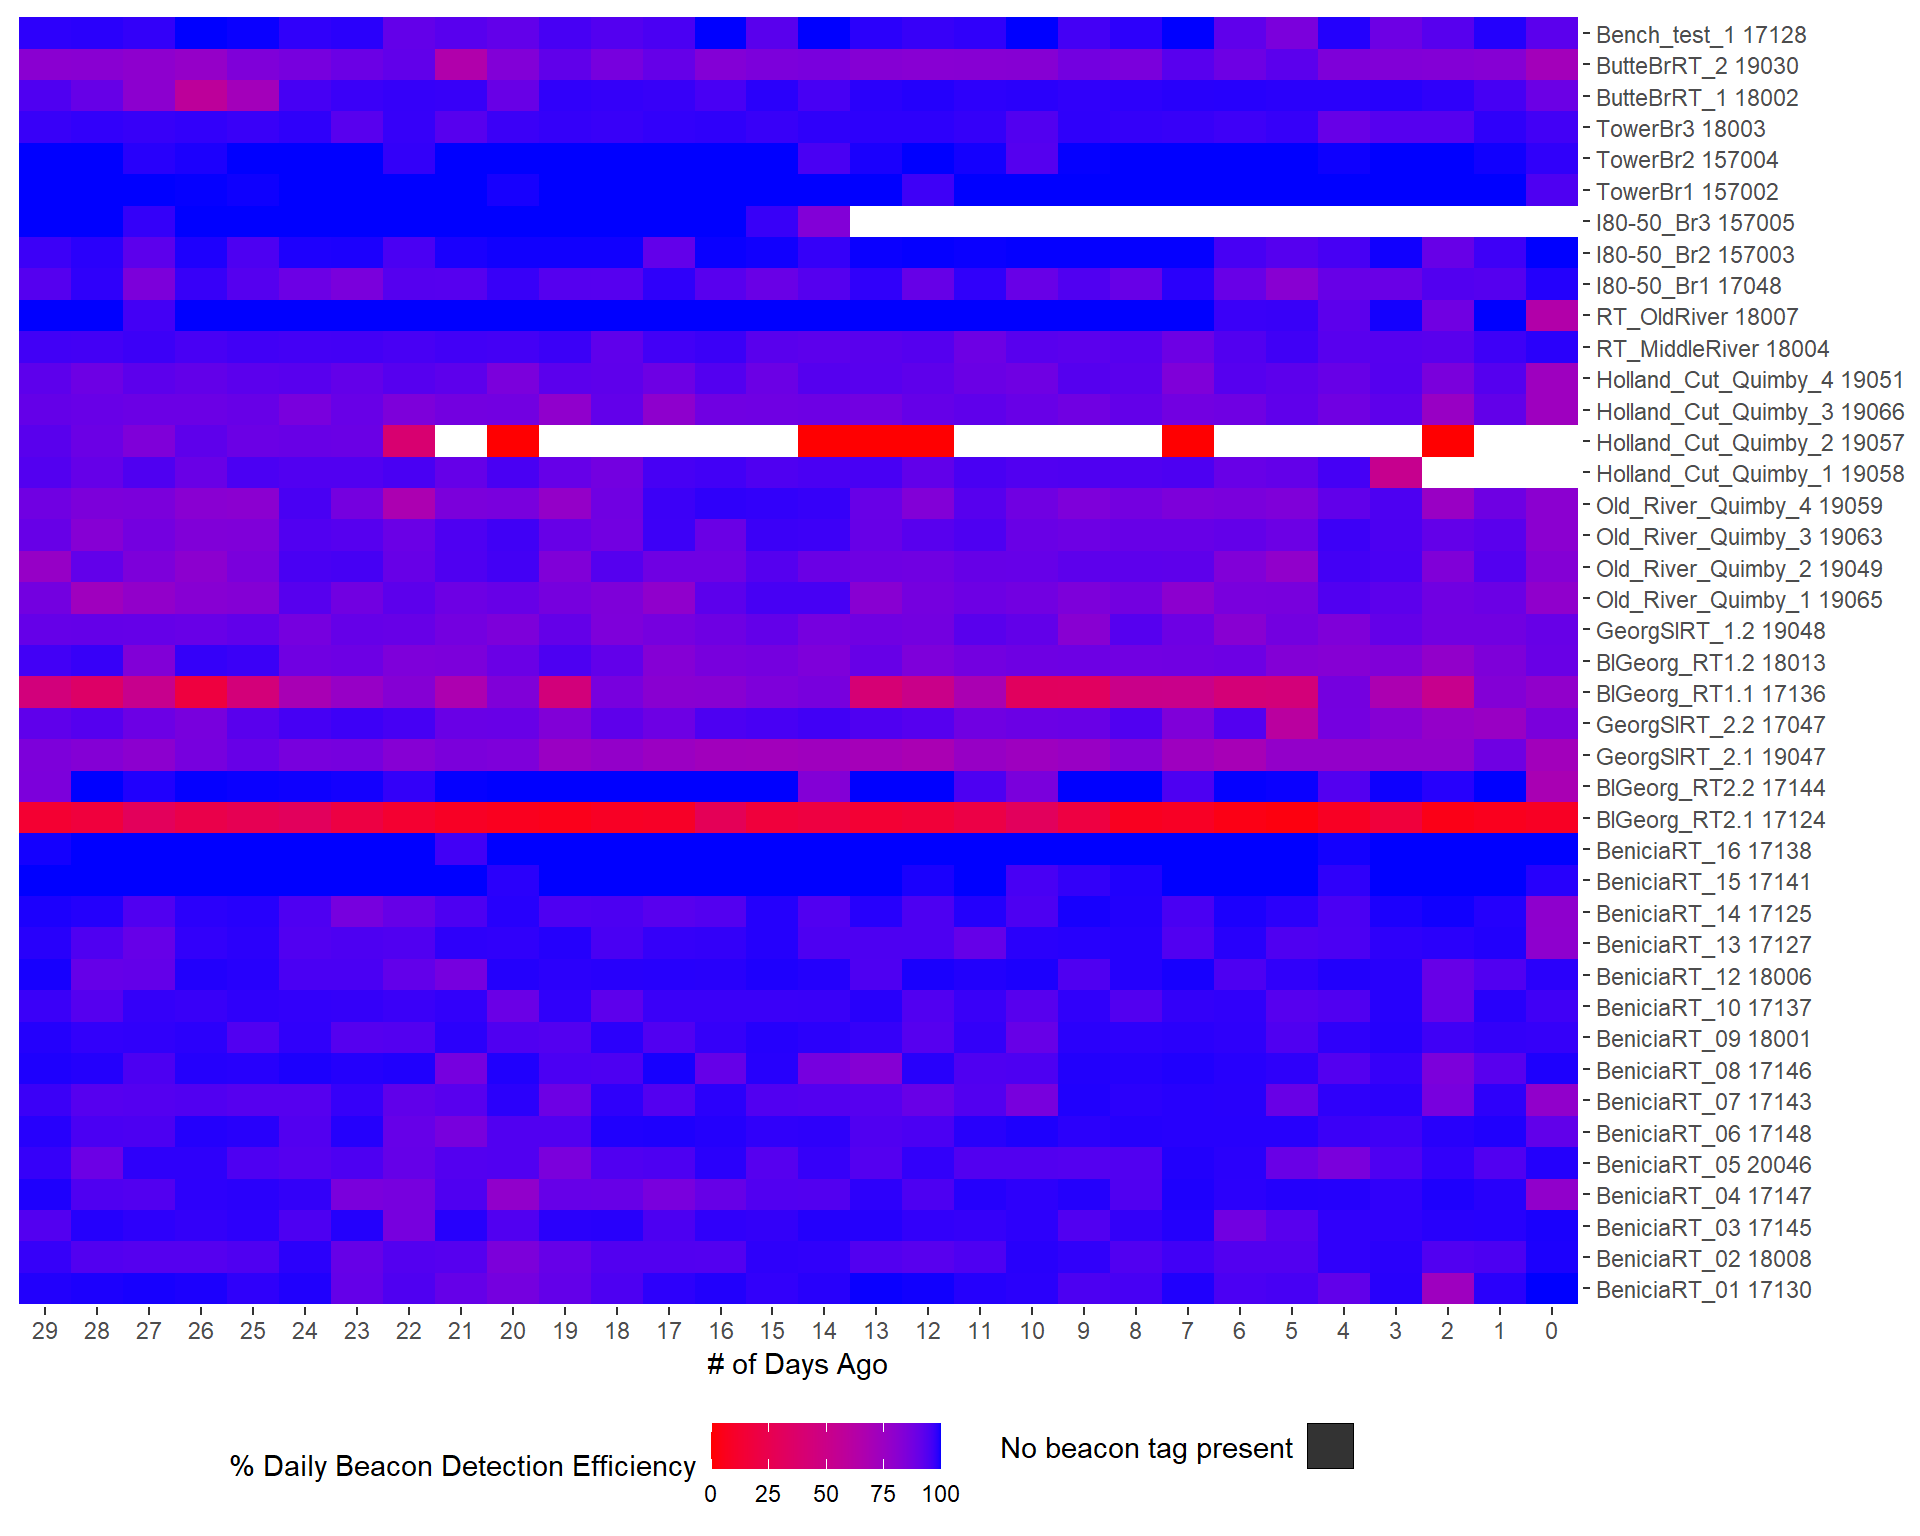 Bench_test_1 17128
ButteBrRT_2 19030
ButteBrRT_1 18002
TowerBr3 18003
TowerBr2 157004
TowerBr1 157002
I80-50_Br3 157005
I80-50_Br2 157003
I80-50_Br1 17048
RT_OldRiver 18007
RT_MiddleRiver 18004
Holland_Cut_Quimby_4 19051
Holland_Cut_Quimby_3 19066
Holland_Cut_Quimby_2 19057
Holland_Cut_Quimby_1 19058
Old_River_Quimby_4 19059
Old_River_Quimby_3 19063
Old_River_Quimby_2 19049
Old_River_Quimby_1 19065
GeorgSlRT_1.2 19048
BlGeorg_RT1.2 18013
BlGeorg_RT1.1 17136
GeorgSlRT_2.2 17047
GeorgSlRT_2.1 19047
BlGeorg_RT2.2 17144
BlGeorg_RT2.1 17124
BeniciaRT_16 17138
BeniciaRT_15 17141
BeniciaRT_14 17125
BeniciaRT_13 17127
BeniciaRT_12 18006
BeniciaRT_10 17137
BeniciaRT_09 18001
BeniciaRT_08 17146
BeniciaRT_07 17143
BeniciaRT_06 17148
BeniciaRT_05 20046
BeniciaRT_04 17147
BeniciaRT_03 17145
BeniciaRT_02 18008
BeniciaRT_01 17130
29 28 27 26 25 24 23 22 21 20 19 18 17 16 15 14 13 12 11 10 9 8 7 6 5 4 3 2 1 0
# of Days Ago
% Daily Beacon Detection Efficiency
0 25 50 75 100
No beacon tag present